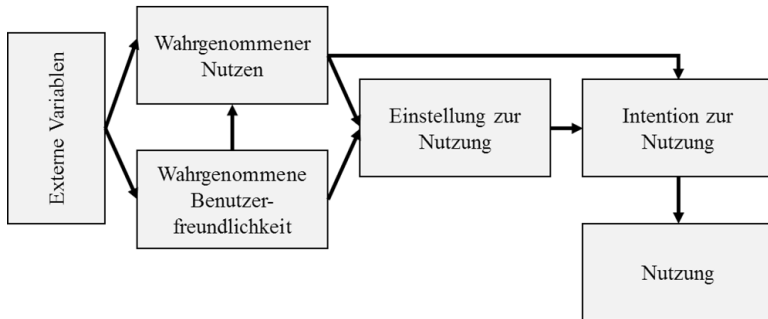 Externe Variablen
Wahrgenommener
Nutzen
Wahrgenommene
Benutzer-
freundlichkeit
Einstellung zur
Nutzung
Intention zur
Nutzung
Nutzung